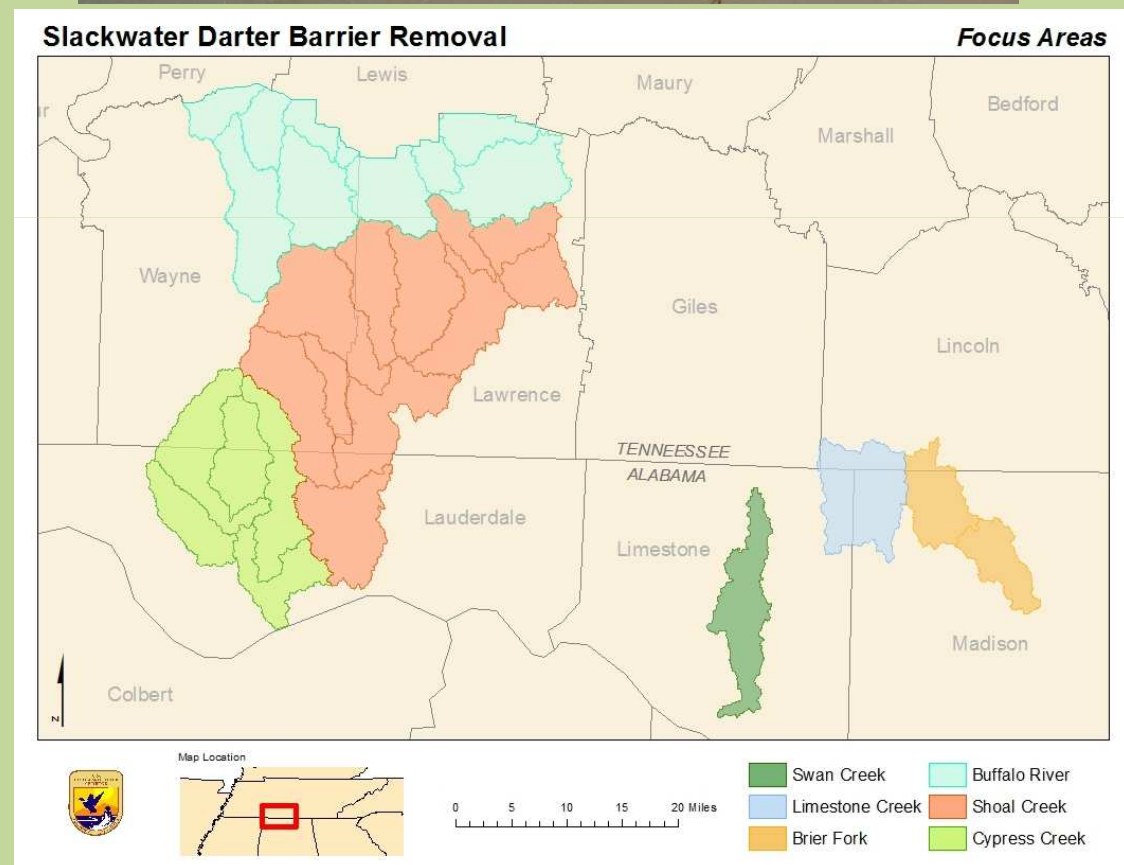 Slackwater Darter Barrier Removal
Focus Areas
Perry
Lewis
Maury
Bedford
Marshall
Wayne
Giles
Lincoln
Lawrence
TENNEESSEE
ALABAMA
Lauderdale
Limestone
Madison
Colbert
N
Map Location
0 5 10 15 20 Miles
Swan Creek
Buffalo River
Limestone Creek
Shoal Creek
Brier Fork
Cypress Creek